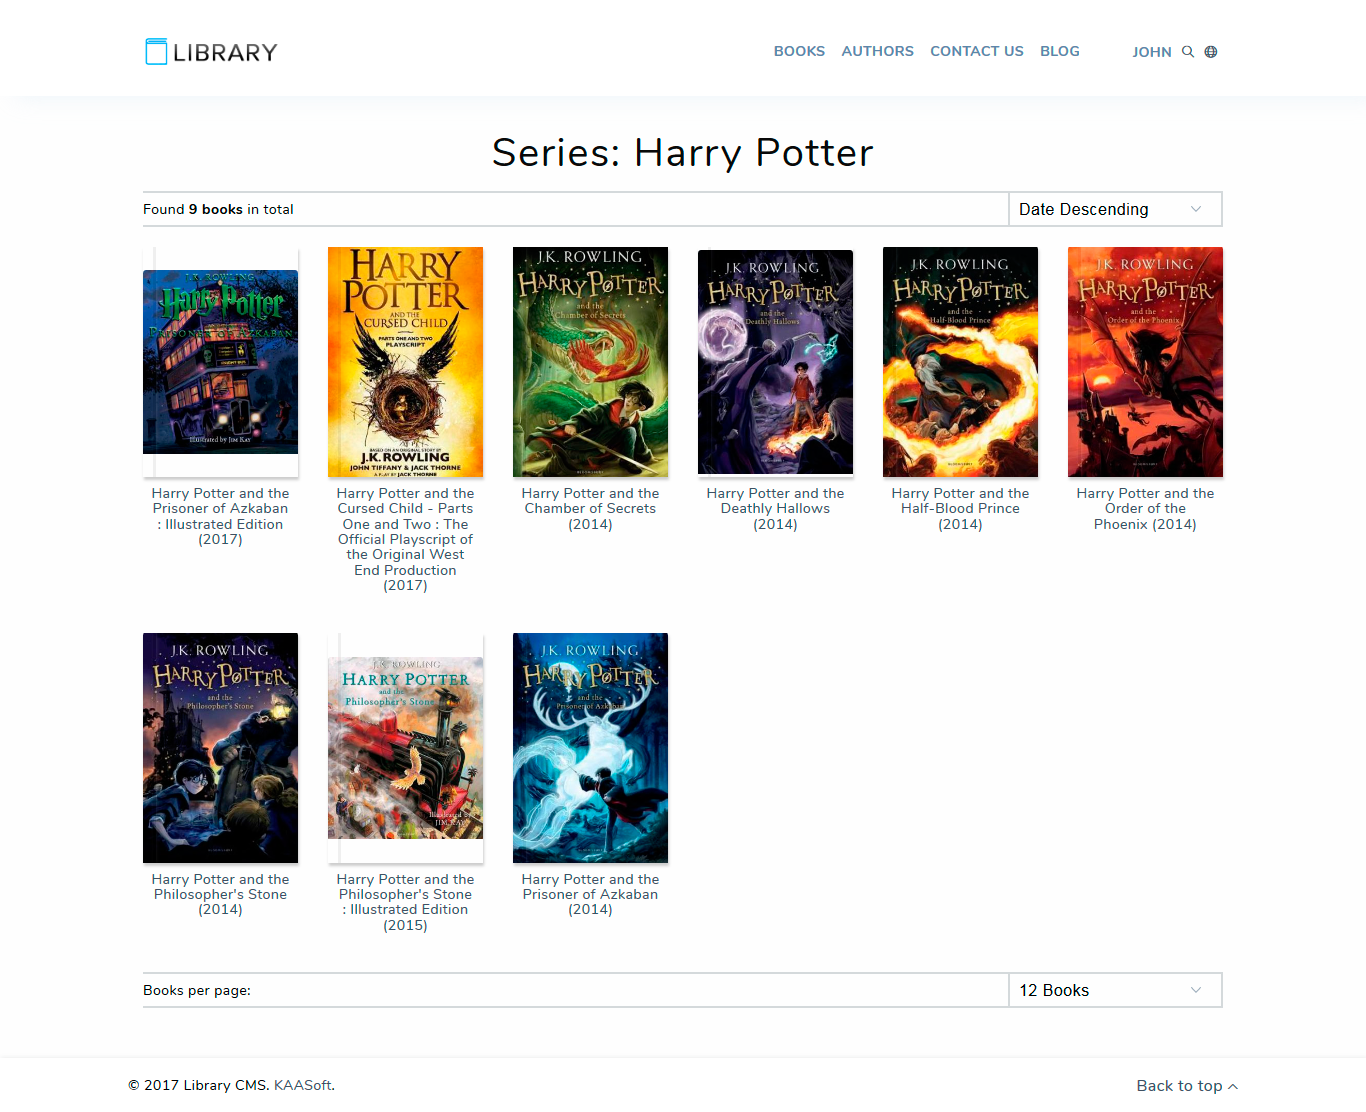 LIBRARY
BOOKS AUTHORS CONTACT US BLOG JOHN
Series: Harry Potter
Found 9 books in total
Date Descending
J.K. ROWLING
Harry Potter
PRISONER OF AZKABAN
Illustrated by Jim Kay
HARRY
POTTER
AND THE
CURSED CHILD
PARTS ONE AND TWO
PLAYSCRIPT
BASED ON AN ORIGINAL STORY BY
J.K. ROWLING
JOHN TIFFANY & JACK THORNE
A PLAY BY JACK THORNE
J.K. ROWLING
HARRY POTTER
and the
Chamber of Secrets
BLOOMSBURY
J.K. ROWLING
HARRY POTTER
and the
Deathly Hallows
J.K. ROWLING
HARRY POTTER
and the
Half-Blood Prince
J.K. ROWLING
HARRY POTTER
and the
Order of the Phoenix
Harry Potter and the
Prisoner of Azkaban
: Illustrated Edition
(2017)
Harry Potter and the
Cursed Child - Parts
One and Two : The
Official Playscript of
the Original West
End Production
(2017)
Harry Potter and the
Chamber of Secrets
(2014)
Harry Potter and the
Deathly Hallows
(2014)
Harry Potter and the
Half-Blood Prince
(2014)
Harry Potter and the
Order of the
Phoenix (2014)
J.K. ROWLING
HARRY POTTER
and the
Philosopher's Stone
J.K. ROWLING
HARRY POTTER
and the
Philosopher's Stone
Illustrated by
JIM KAY
J.K. ROWLING
HARRY POTTER
and the
Prisoner of Azkaban
Harry Potter and the
Philosopher's Stone
(2014)
Harry Potter and the
Philosopher's Stone
: Illustrated Edition
(2015)
Harry Potter and the
Prisoner of Azkaban
(2014)
Books per page:
12 Books
© 2017 Library CMS. KAASoft.
Back to top